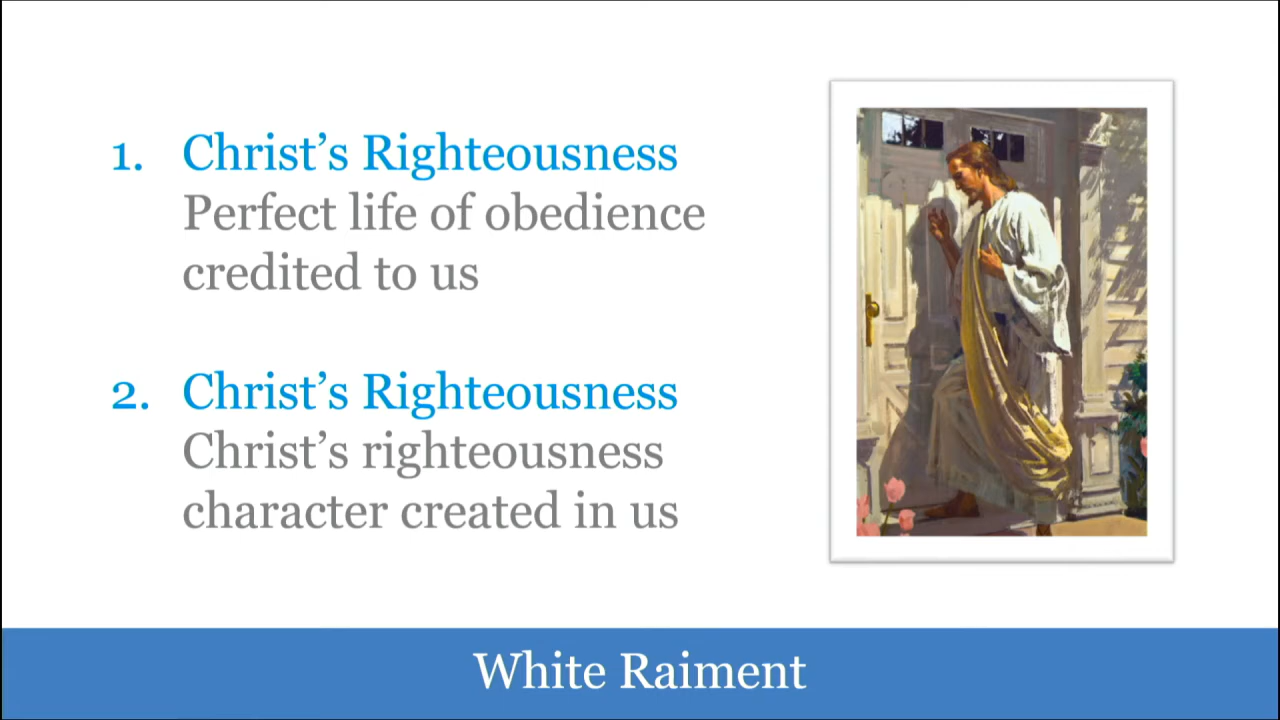 1. Christ’s Righteousness
Perfect life of obedience
credited to us
2. Christ’s Righteousness
Christ’s righteousness
character created in us
White Raiment